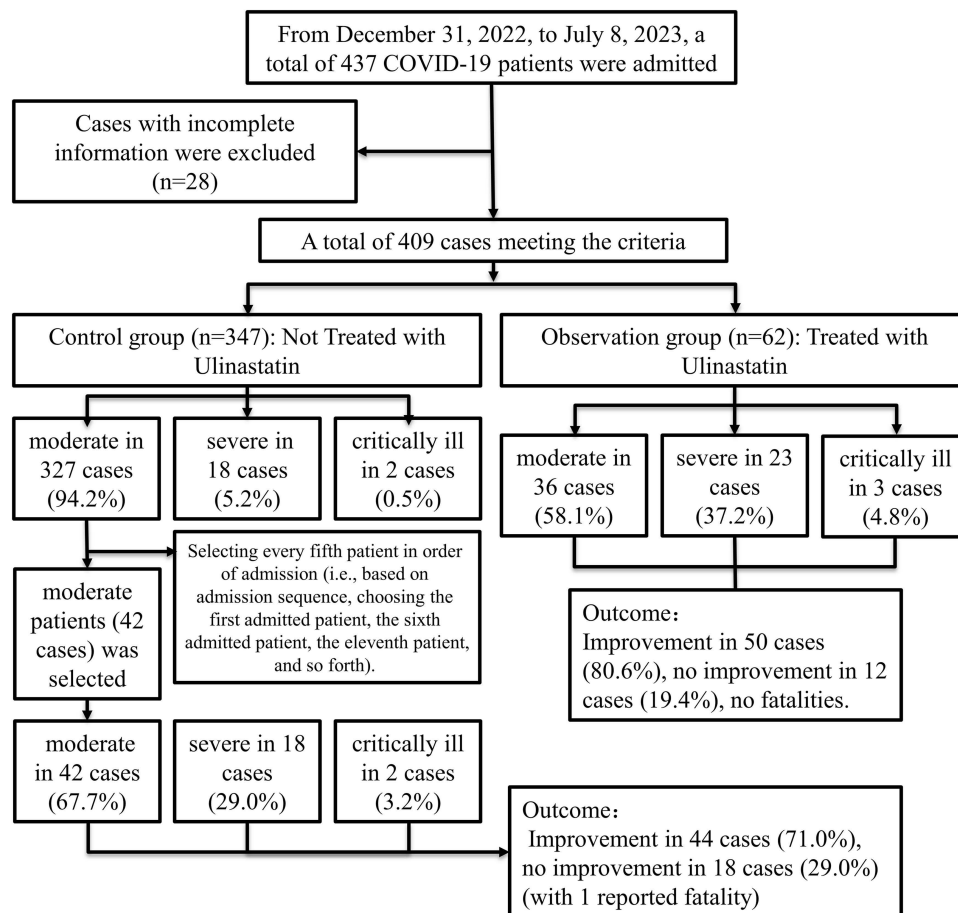 From December 31, 2022, to July 8, 2023, a
total of 437 COVID-19 patients were admitted
Cases with incomplete
information were excluded
(n=28)
A total of 409 cases meeting the criteria
Control group (n=347): Not Treated with
Ulinastatin
Observation group (n=62): Treated with
Ulinastatin
moderate in
327 cases
(94.2%)
severe in
18 cases
(5.2%)
critically ill
in 2 cases
(0.5%)
moderate in
36 cases
(58.1%)
severe in 23
cases
(37.2%)
critically ill
in 3 cases
(4.8%)
Selecting every fifth patient in order
of admission (i.e., based on
admission sequence, choosing the
first admitted patient, the sixth
admitted patient, the eleventh patient,
and so forth).
moderate
patients (42
cases) was
selected
Outcome：
Improvement in 50 cases
(80.6%), no improvement in 12
cases (19.4%), no fatalities.
moderate
in 42 cases
(67.7%)
severe in 18
cases
(29.0%)
critically ill
in 2 cases
(3.2%)
Outcome：
Improvement in 44 cases (71.0%),
no improvement in 18 cases (29.0%)
(with 1 reported fatality)